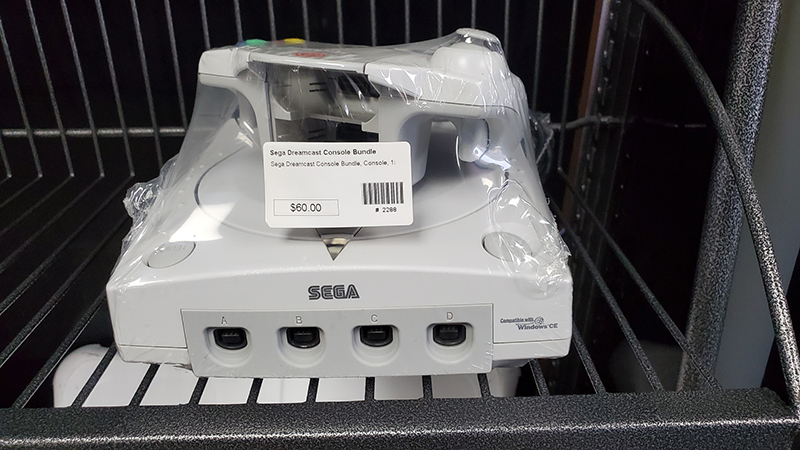 Sega Dreamcast Console Bundle
Sega Dreamcast Console Bundle, Console, 1
$60.00
# 2288
SEGA
A B C D
Compatible with
Windows CE